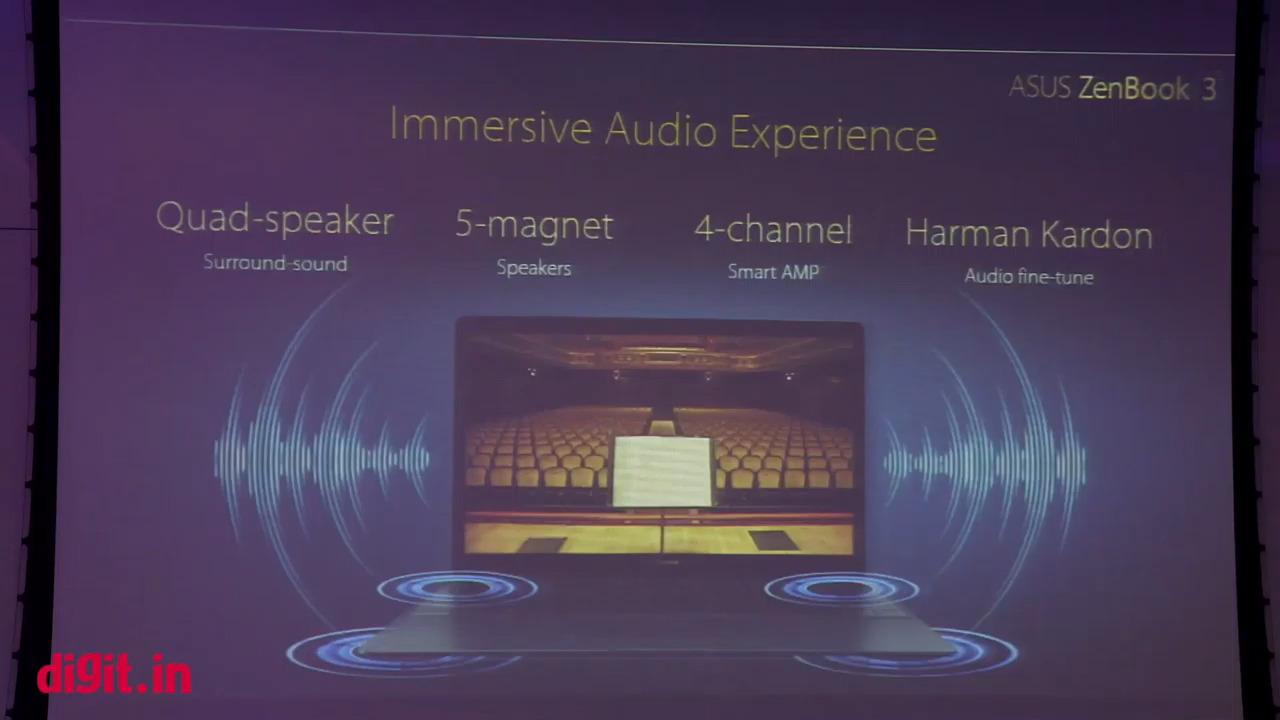 ASUS ZenBook 3
Immersive Audio Experience
Quad-speaker
Surround-sound
5-magnet
Speakers
4-channel
Smart AMP
Harman Kardon
Audio fine-tune
digit.in